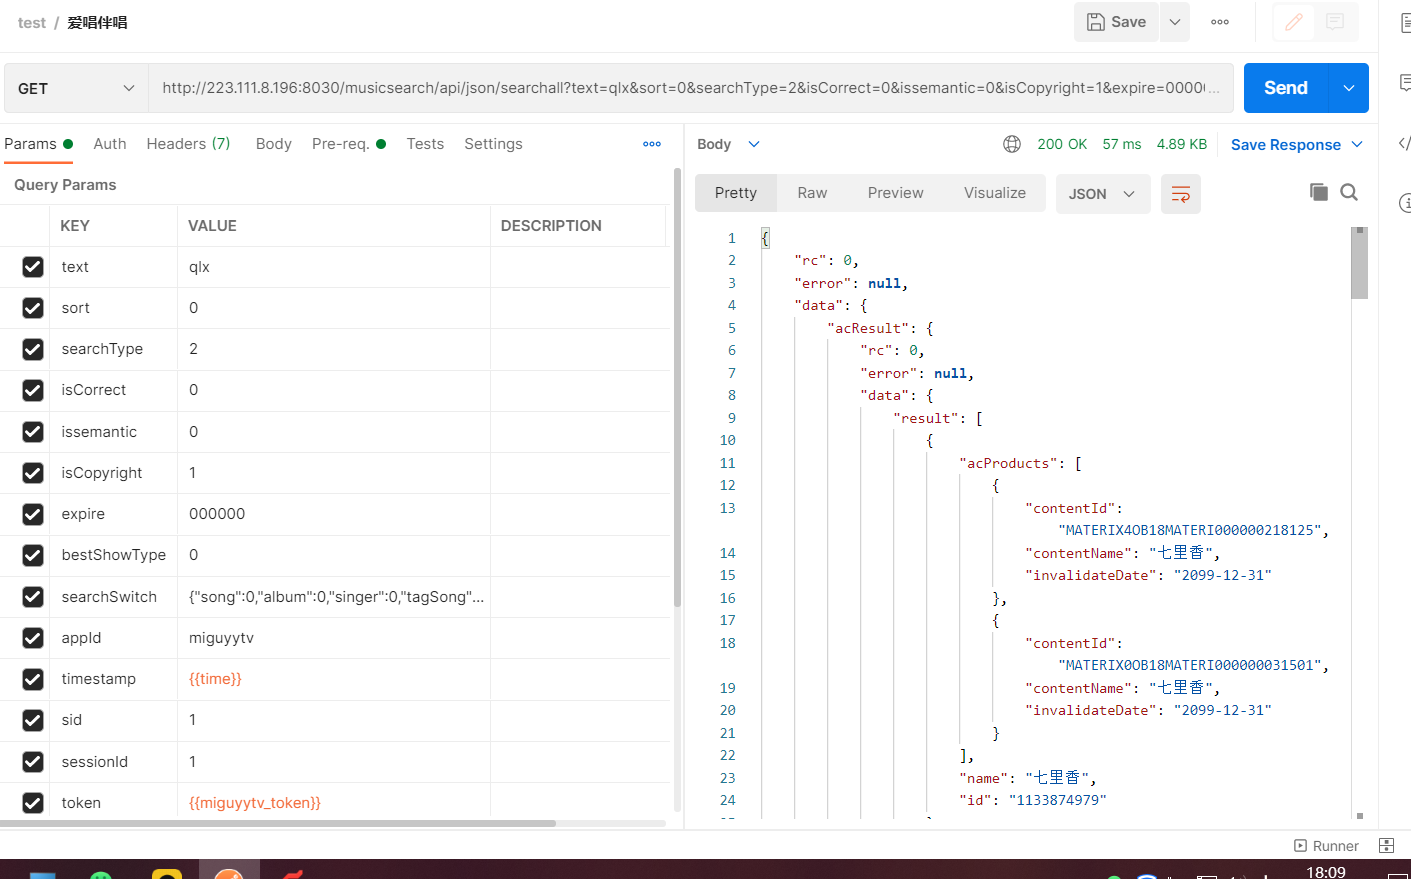 test / 爱唱伴唱
Save
GET
http://223.111.8.196:8030/musicsearch/api/json/searchall?text=qlx&sort=0&searchType=2&isCorrect=0&issemantic=0&isCopyright=1&expire=0000...
Send
Params
Auth
Headers (7)
Body
Pre-req.
Tests
Settings
Query Params
KEY VALUE DESCRIPTION
text qlx
sort 0
searchType 2
isCorrect 0
issemantic 0
isCopyright 1
expire 000000
bestShowType 0
searchSwitch {"song":0,"album":0,"singer":0,"tagSong"...
appId miguyytv
timestamp {{time}}
sid 1
sessionId 1
token {{miguyytv_token}}
Body
200 OK 57 ms 4.89 KB Save Response
Pretty Raw Preview Visualize JSON
1 {
2 "rc": 0,
3 "error": null,
4 "data": {
5 "acResult": {
6 "rc": 0,
7 "error": null,
8 "data": {
9 "result": [
10 {
11 "acProducts": [
12 {
13 "contentId":
"MATERIX4OB18MATERI000000218125",
14 "contentName": "七里香",
15 "invalidateDate": "2099-12-31"
16 },
17 {
18 "contentId":
"MATERIX0OB18MATERI000000031501",
19 "contentName": "七里香",
20 "invalidateDate": "2099-12-31"
21 }
22 ],
23 "name": "七里香",
24 "id": "1133874979"
Runner
18:09